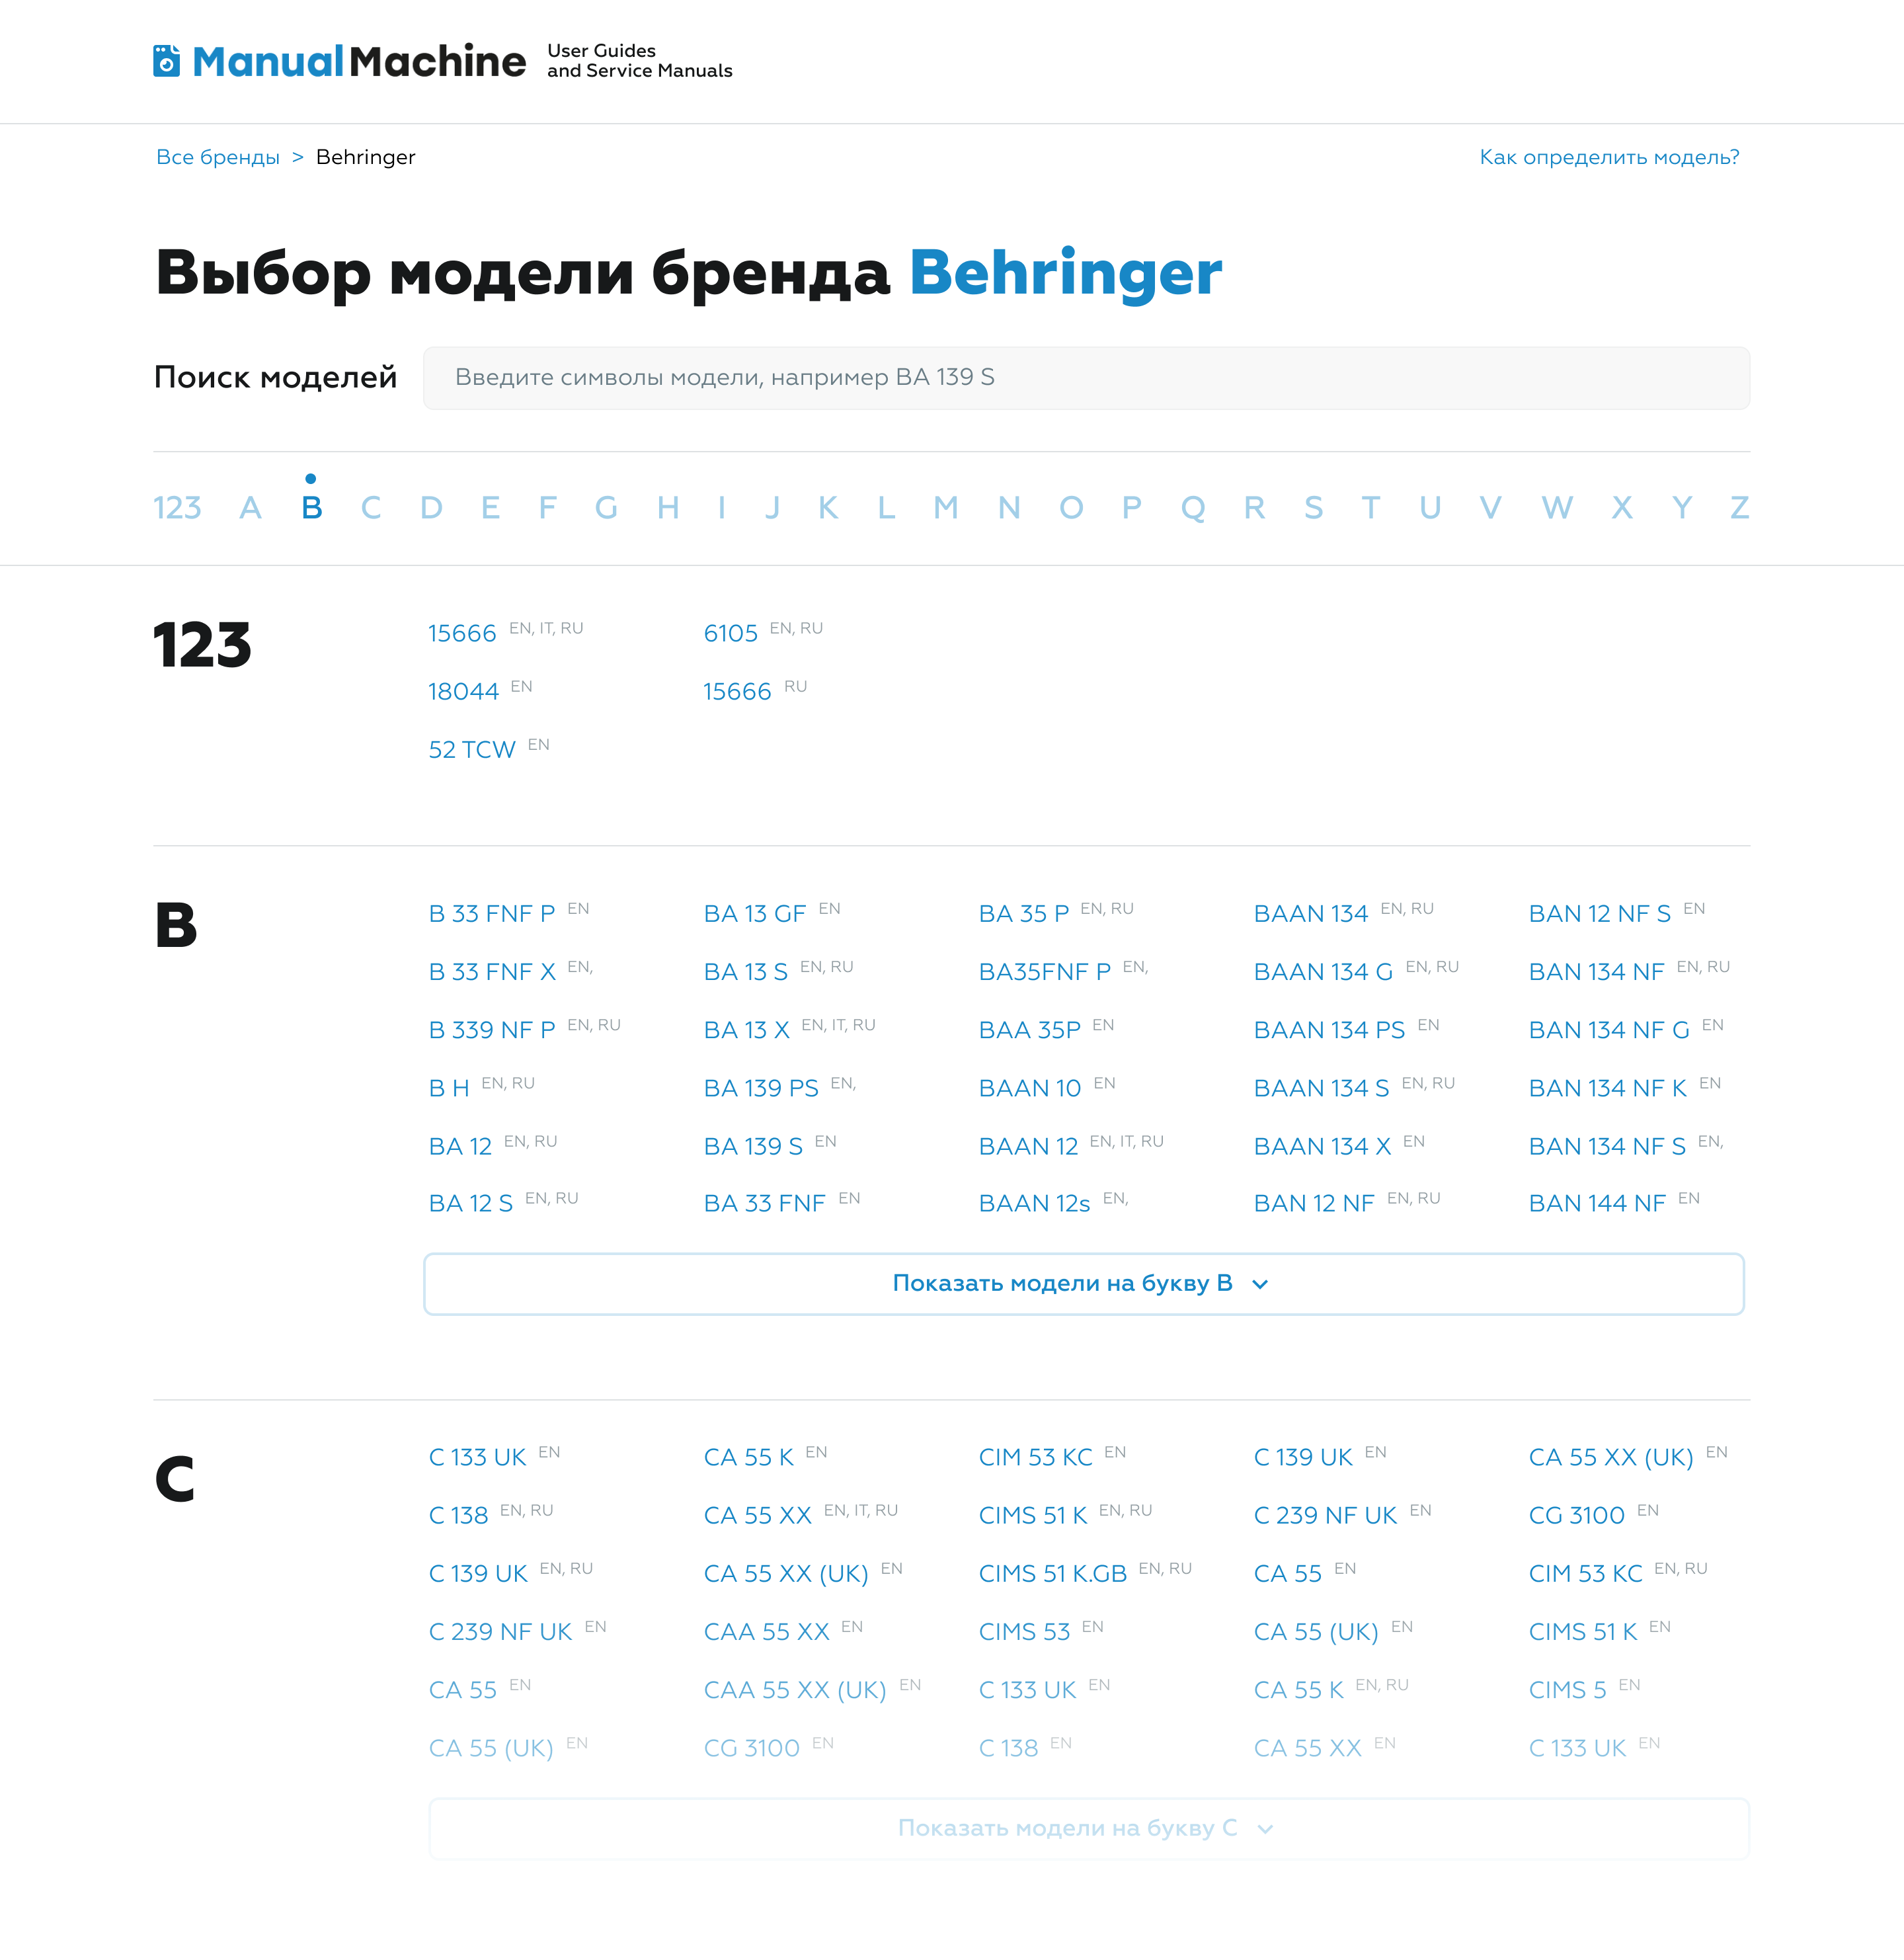 ManualMachine
User Guides
and Service Manuals
Все бренды > Behringer
Как определить модель?
Выбор модели бренда Behringer
Поиск моделей
Введите символы модели, например BA 139 S
123 A B C D E F G H I J K L M N O P Q R S T U V W X Y Z
123
15666 EN, IT, RU
6105 EN, RU
18044 EN
15666 RU
52 TCW EN
B
B 33 FNF P EN
BA 13 GF EN
BA 35 P EN, RU
BAAN 134 EN, RU
BAN 12 NF S EN
B 33 FNF X EN,
BA 13 S EN, RU
BA35FNF P EN,
BAAN 134 G EN, RU
BAN 134 NF EN, RU
B 339 NF P EN, RU
BA 13 X EN, IT, RU
BAA 35P EN
BAAN 134 PS EN
BAN 134 NF G EN
B H EN, RU
BA 139 PS EN,
BAAN 10 EN
BAAN 134 S EN, RU
BAN 134 NF K EN
BA 12 EN, RU
BA 139 S EN
BAAN 12 EN, IT, RU
BAAN 134 X EN
BAN 134 NF S EN,
BA 12 S EN, RU
BA 33 FNF EN
BAAN 12s EN,
BAN 12 NF EN, RU
BAN 144 NF EN
Показать модели на букву B
C
C 133 UK EN
CA 55 K EN
CIM 53 KC EN
C 139 UK EN
CA 55 XX (UK) EN
C 138 EN, RU
CA 55 XX EN, IT, RU
CIMS 51 K EN, RU
C 239 NF UK EN
CG 3100 EN
C 139 UK EN, RU
CA 55 XX (UK) EN
CIMS 51 K.GB EN, RU
CA 55 EN
CIM 53 KC EN, RU
C 239 NF UK EN
CAA 55 XX EN
CIMS 53 EN
CA 55 (UK) EN
CIMS 51 K EN
CA 55 EN
CAA 55 XX (UK) EN
C 133 UK EN
CA 55 K EN, RU
CIMS 5 EN
CA 55 (UK) EN
CG 3100 EN
C 138 EN
CA 55 XX EN
C 133 UK EN
Показать модели на букву C